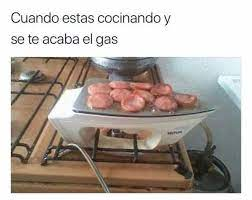 Cuando estas cocinando y
se te acaba el gas